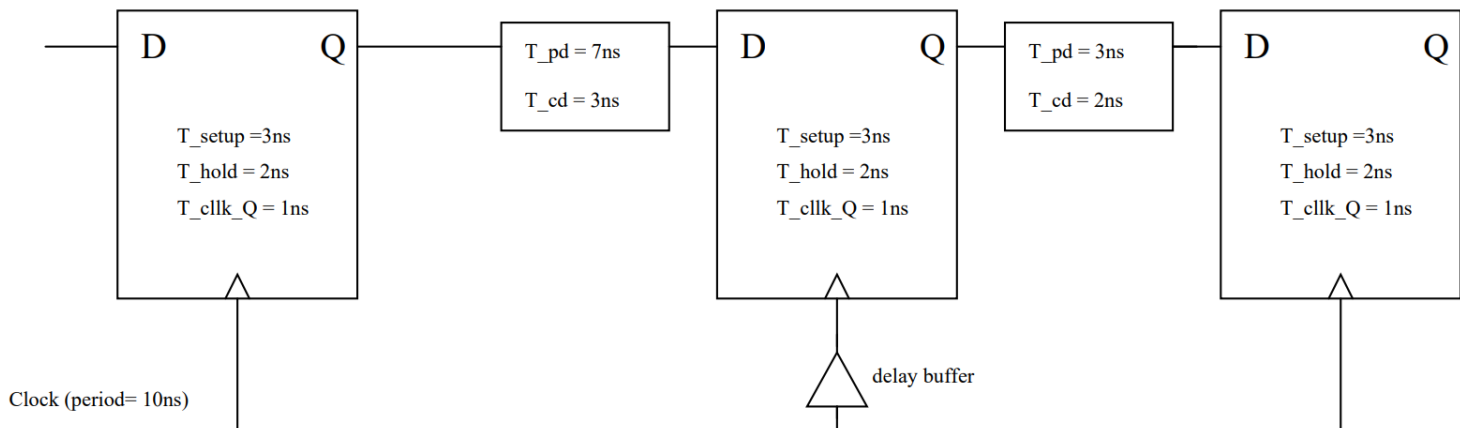 D
Q
T_setup =3ns
T_hold = 2ns
T_cllk_Q = 1ns
T_pd = 7ns
T_cd = 3ns
D
Q
T_setup =3ns
T_hold = 2ns
T_cllk_Q = 1ns
T_pd = 3ns
T_cd = 2ns
D
Q
T_setup =3ns
T_hold = 2ns
T_cllk_Q = 1ns
Clock (period= 10ns)
delay buffer